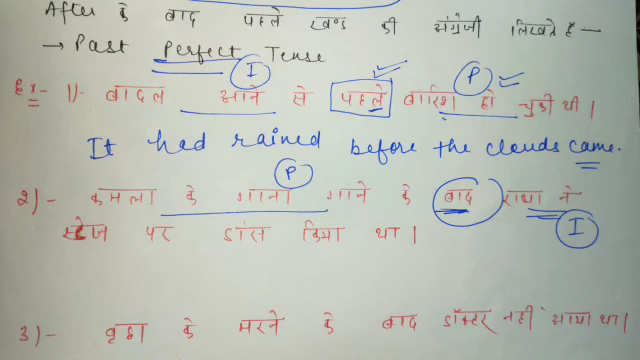 After के बाद पहले खण्ड की अंग्रेजी लिखते हैं —
→ Past Perfect Tense
I P
Ex- 1)- बादल आने से पहले बारिश हो चुकी थी।
It had rained before the clouds came.
P
2)- कमला के गाना गाने के बाद राधा ने
I
स्टेज पर डांस किया था।
3)- वृद्धा के मरने के बाद डॉक्टर नहीं आया था।